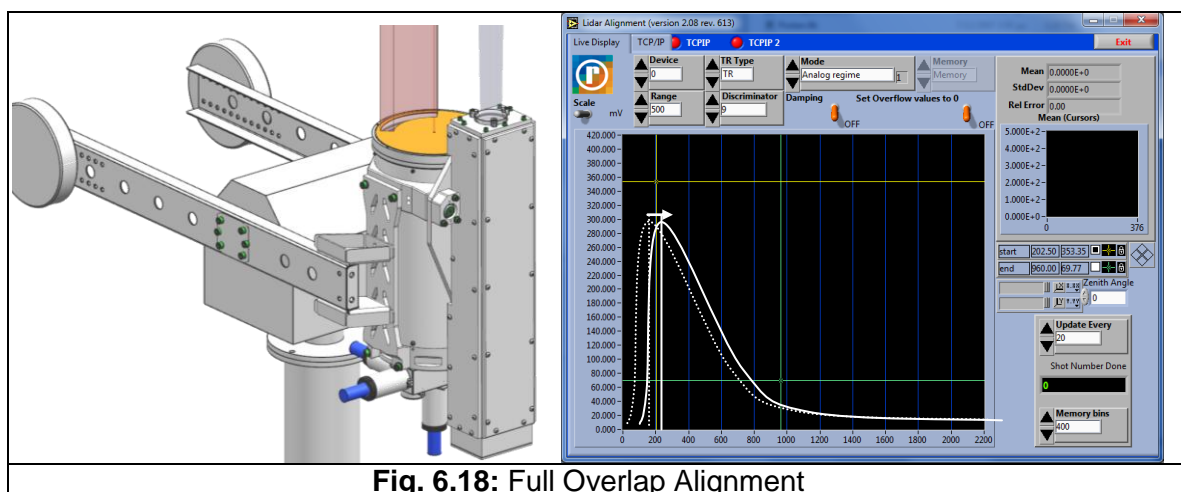 Lidar Alignment (version 2.08 rev. 613)
Live Display
TCP/IP
TCPIP
TCPIP 2
Exit
Device
0
TR Type
TR
Mode
Analog regime
1
Memory
Memory
Scale
mV
Range
500
Discriminator
9
Damping
OFF
Set Overflow values to 0
OFF
Mean 0.0000E+0
StdDev 0.0000E+0
Rel Error 0.00
Mean (Cursors)
5.000E+2
4.000E+2
3.000E+2
2.000E+2
1.000E+2
0.000E+0
0 376
420.000
400.000
380.000
360.000
340.000
320.000
300.000
280.000
260.000
240.000
220.000
200.000
180.000
160.000
140.000
120.000
100.000
80.000
60.000
40.000
20.000
0.000
0 200 400 600 800 1000 1200 1400 1600 1800 2000 2200
start 202.50 353.35
end 960.00 69.77
Zenith Angle
0
Update Every
20
Shot Number Done
0
Memory bins
400
Fig. 6.18: Full Overlap Alignment